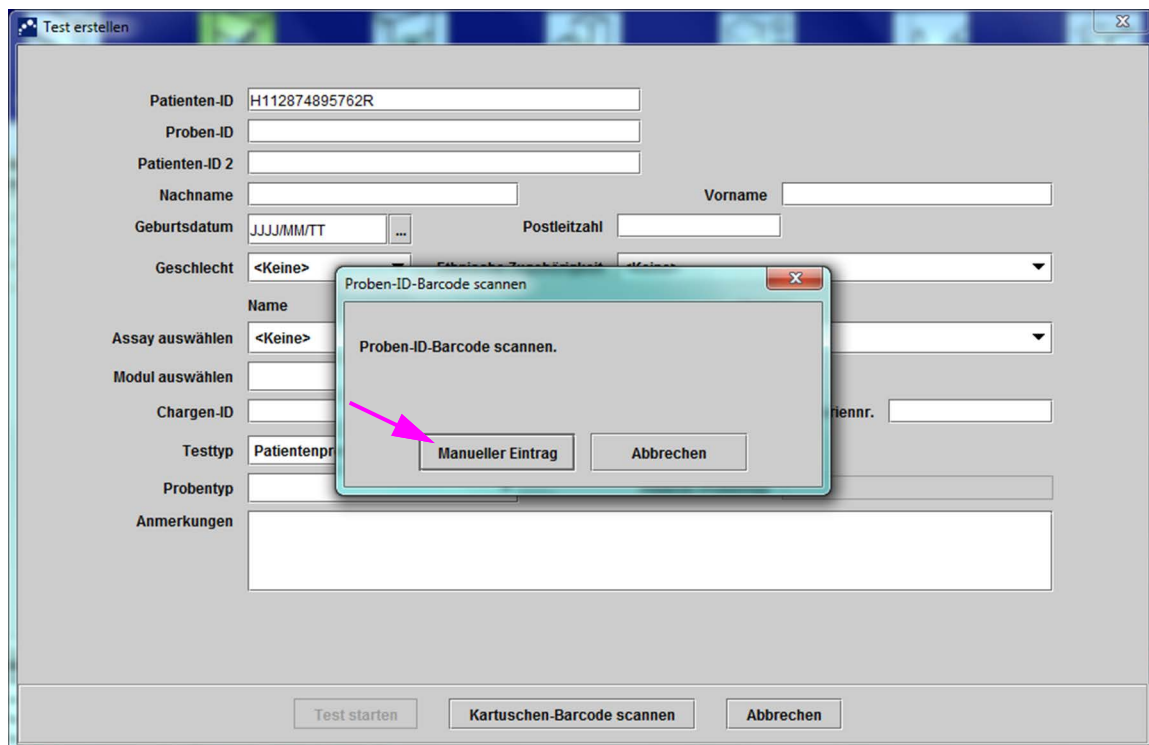 Test erstellen
Patienten-ID H112874895762R
Proben-ID
Patienten-ID 2
Nachname Vorname
Geburtsdatum JJJJ/MM/TT ... Postleitzahl
Geschlecht <Keine>
Proben-ID-Barcode scannen
Name
Proben-ID-Barcode scannen.
Assay auswählen <Keine>
Modul auswählen
Chargen-ID
Testtyp
Manueller Eintrag Abbrechen
Probentyp
Anmerkungen
Test starten Kartuschen-Barcode scannen Abbrechen